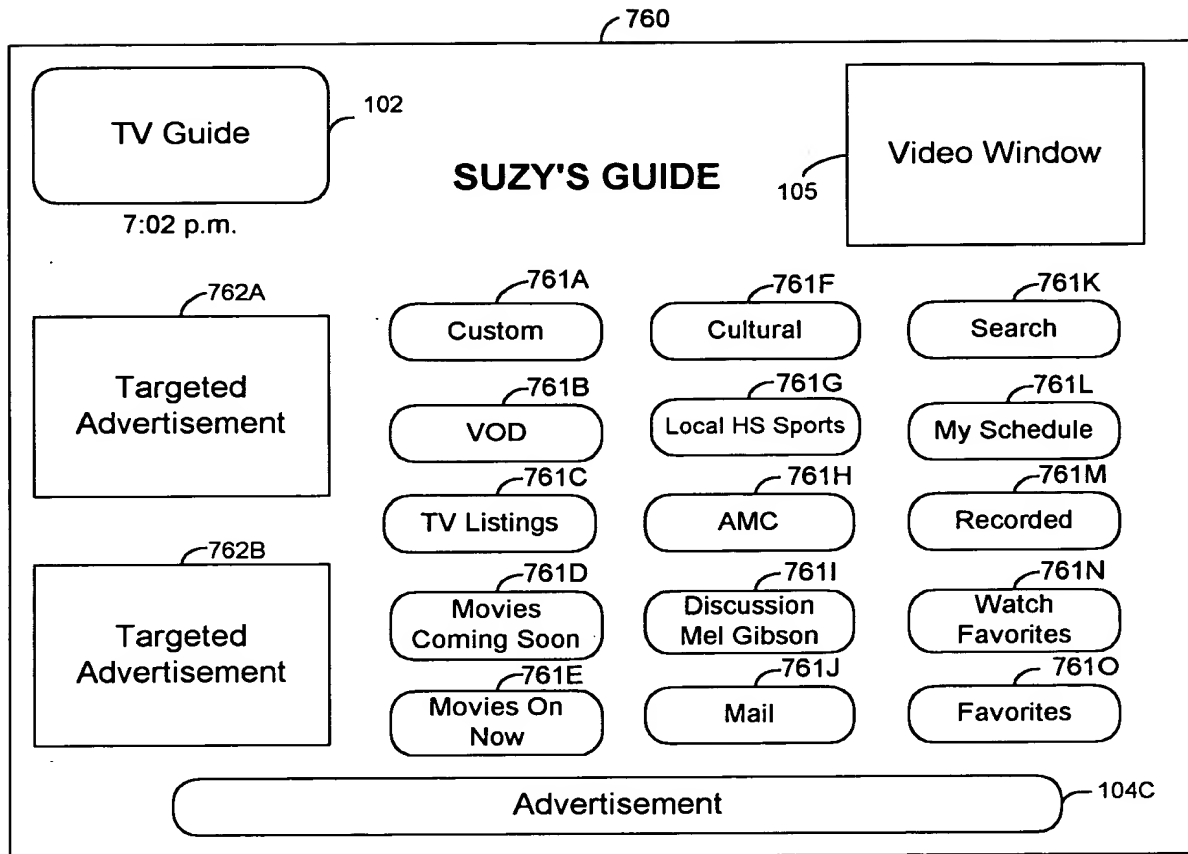 760
TV Guide
102
7:02 p.m.
SUZY'S GUIDE
Video Window
105
762A
Targeted
Advertisement
762B
Targeted
Advertisement
761A
Custom
761F
Cultural
761K
Search
761B
VOD
761G
Local HS Sports
761L
My Schedule
761C
TV Listings
761H
AMC
761M
Recorded
761D
Movies
Coming Soon
761I
Discussion
Mel Gibson
761N
Watch
Favorites
761E
Movies On
Now
761J
Mail
761O
Favorites
Advertisement
104C